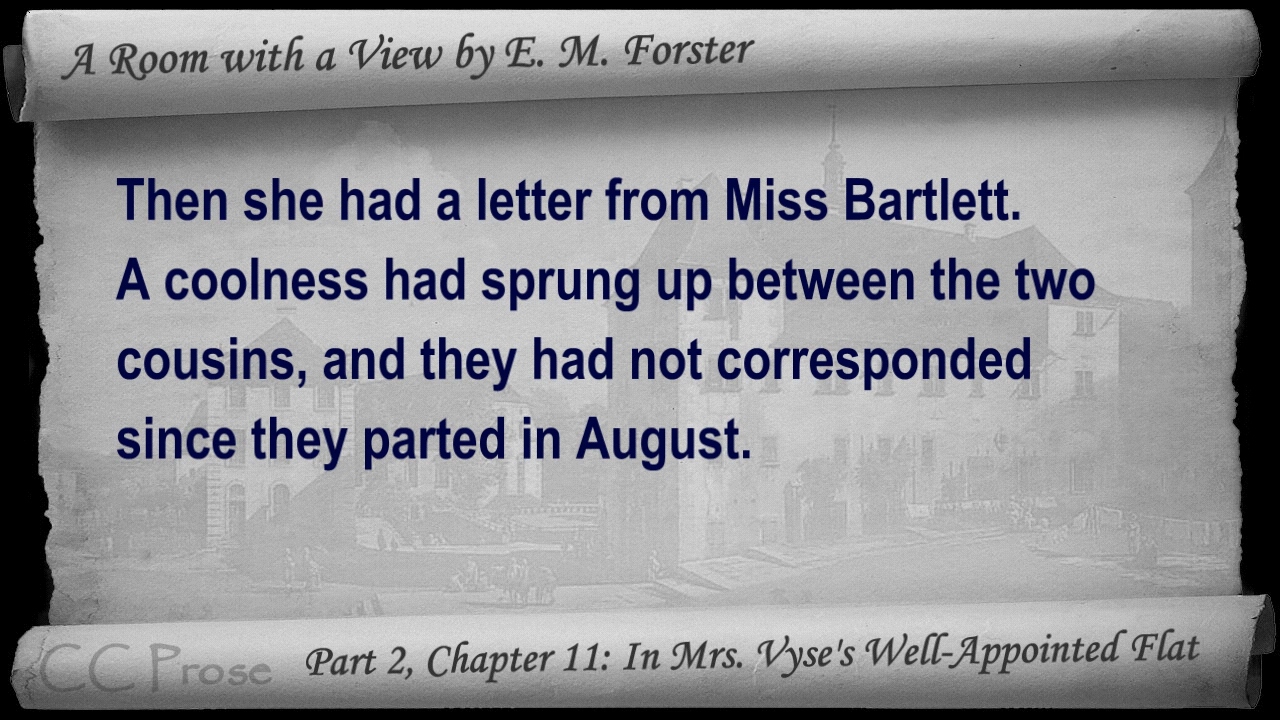 A Room with a View by E. M. Forster
Then she had a letter from Miss Bartlett.
A coolness had sprung up between the two
cousins, and they had not corresponded
since they parted in August.
CC Prose
Part 2, Chapter 11: In Mrs. Vyse's Well-Appointed Flat